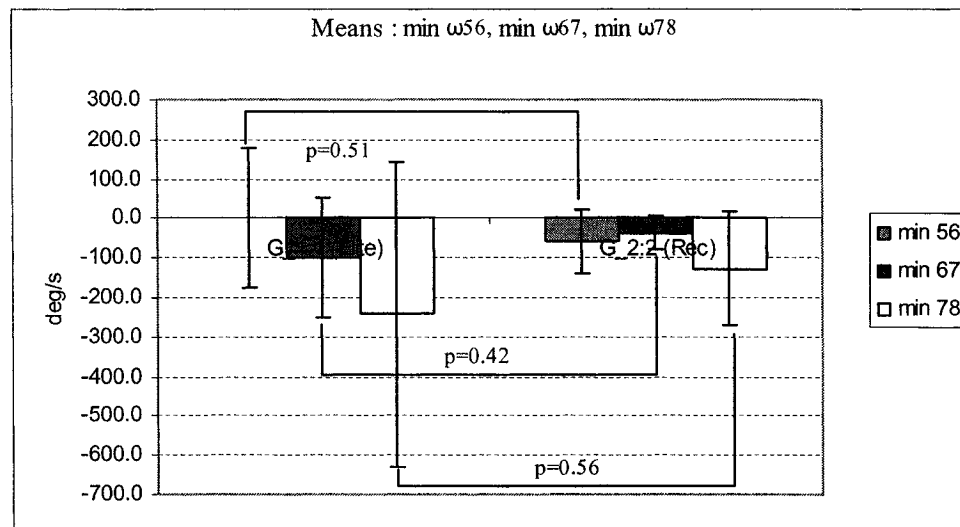 Means : min ω56, min ω67, min ω78
300.0
200.0
100.0
0.0
-100.0
-200.0
-300.0
-400.0
-500.0
-600.0
-700.0
deg/s
p=0.51
G_2:2 (Rec)
p=0.42
p=0.56
min 56
min 67
min 78